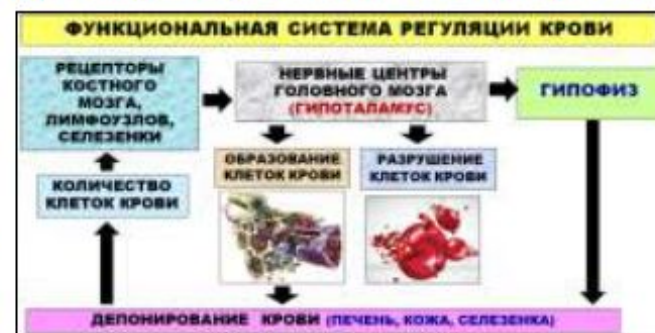 ФУНКЦИОНАЛЬНАЯ СИСТЕМА РЕГУЛЯЦИИ КРОВИ
РЕЦЕПТОРЫ
КОСТНОГО
МОЗГА,
ЛИМФОУЗЛОВ,
СЕЛЕЗЕНКИ
НЕРВНЫЕ ЦЕНТРЫ
ГОЛОВНОГО МОЗГА
(ГИПОТАЛАМУС)
ГИПОФИЗ
ОБРАЗОВАНИЕ
КЛЕТОК КРОВИ
РАЗРУШЕНИЕ
КЛЕТОК КРОВИ
КОЛИЧЕСТВО
КЛЕТОК КРОВИ
ДЕПОНИРОВАНИЕ КРОВИ (ПЕЧЕНЬ, КОЖА, СЕЛЕЗЕНКА)